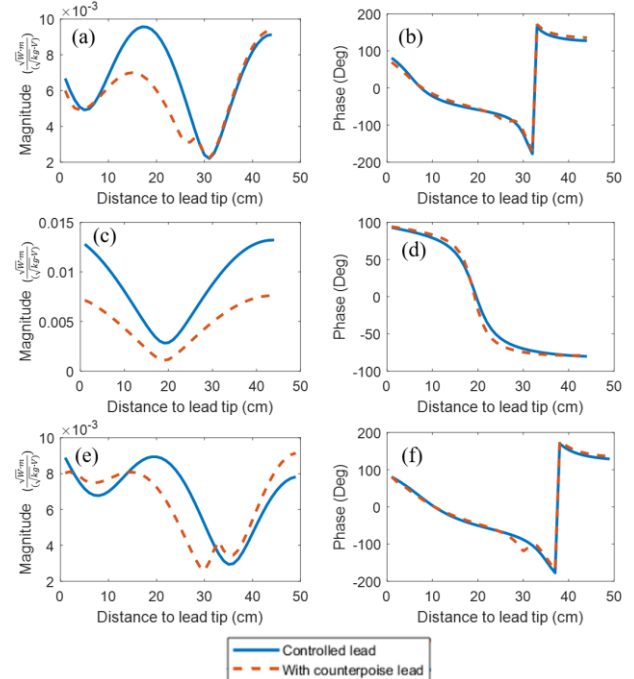 ×10⁻³
(a)
10
8
6
4
2
0 10 20 30 40 50
Magnitude (√W·m/(√kg·V))
Distance to lead tip (cm)
(b)
200
100
0
-100
-200
0 10 20 30 40 50
Phase (Deg)
Distance to lead tip (cm)
(c)
0.015
0.01
0.005
0
0 10 20 30 40 50
Magnitude (√W·m/(√kg·V))
Distance to lead tip (cm)
(d)
100
50
0
-50
-100
0 10 20 30 40 50
Phase (Deg)
Distance to lead tip (cm)
×10⁻³
(e)
10
8
6
4
2
0 10 20 30 40 50
Magnitude (√W·m/(√kg·V))
Distance to lead tip (cm)
(f)
200
100
0
-100
-200
0 10 20 30 40 50
Phase (Deg)
Distance to lead tip (cm)
Controlled lead
With counterpoise lead